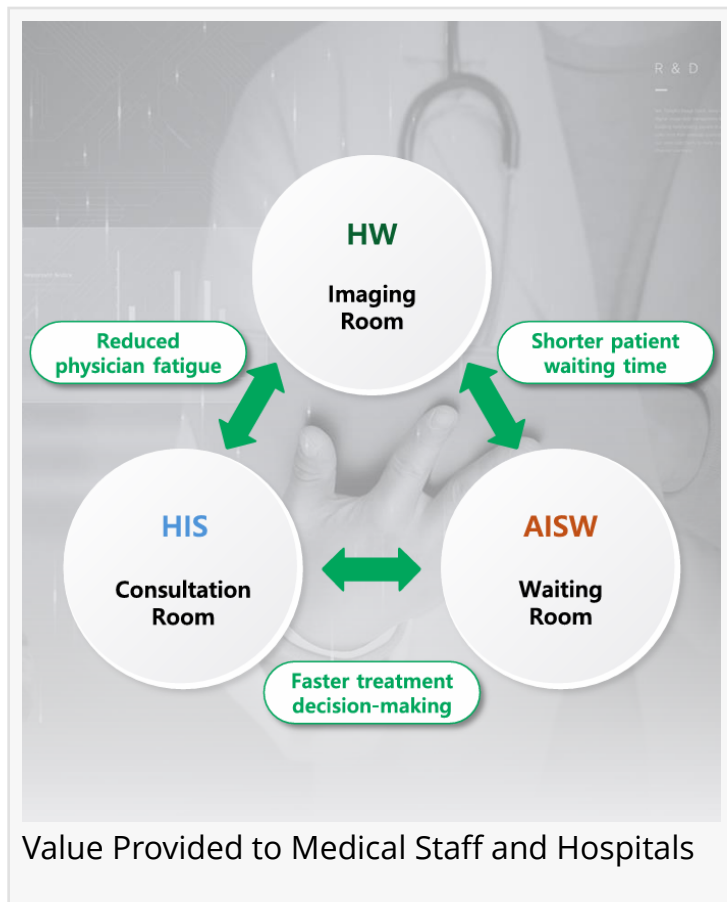 R & D
HW
Imaging
Room
Reduced
physician fatigue
Shorter patient
waiting time
HIS
Consultation
Room
AISW
Waiting
Room
Faster treatment
decision-making
Value Provided to Medical Staff and Hospitals